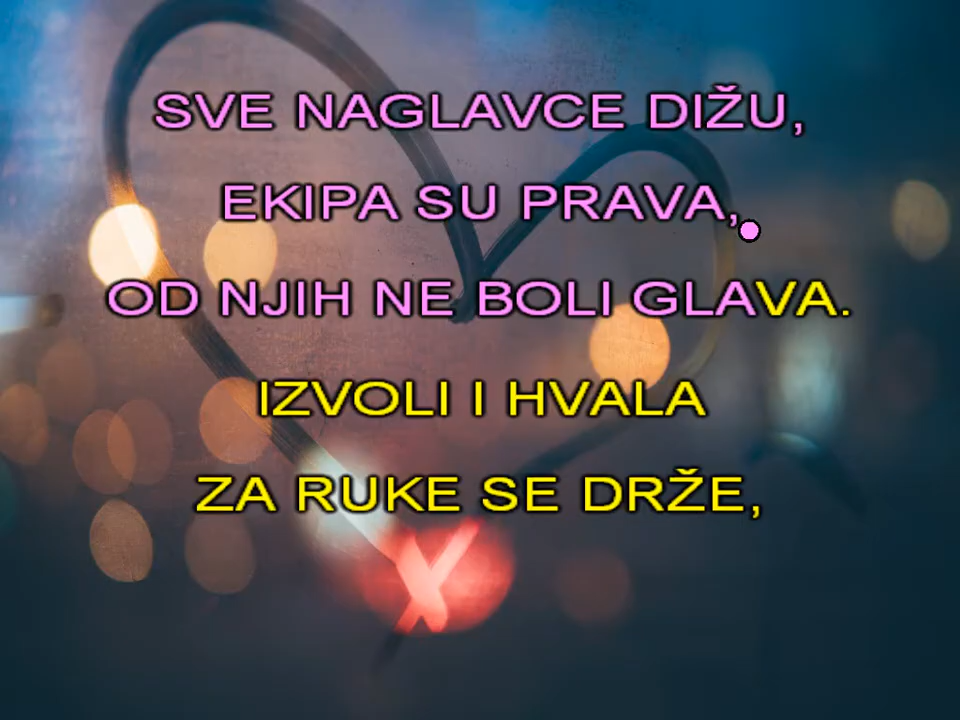 SVE NAGLAVCE DIŽU,
EKIPA SU PRAVA,
OD NJIH NE BOLI GLAVA.
IZVOLI I HVALA
ZA RUKE SE DRŽE,